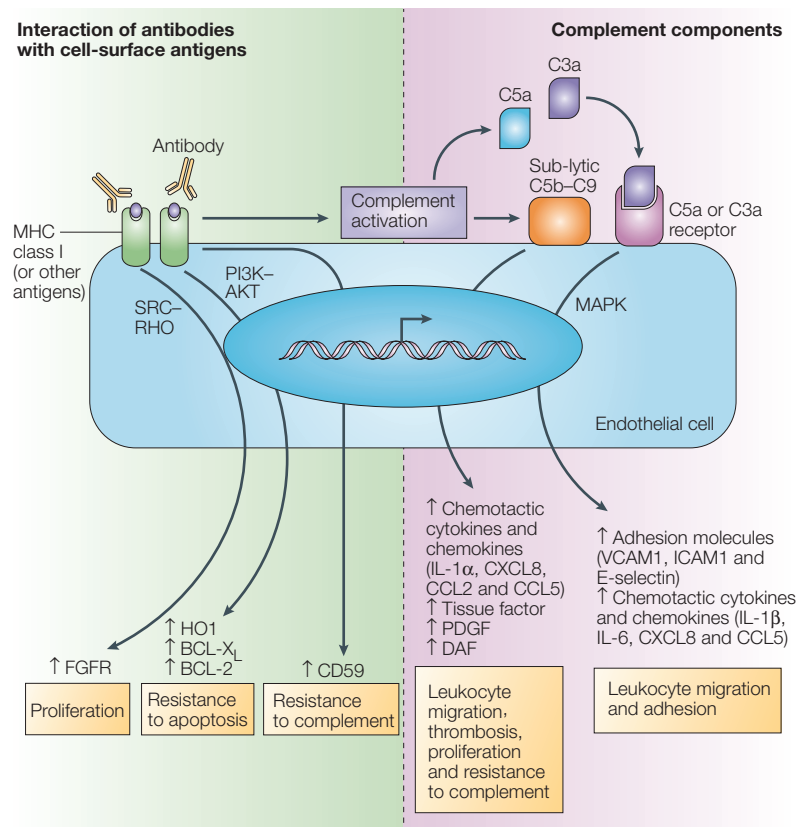 Interaction of antibodies
with cell-surface antigens
Complement components
C3a
C5a
Antibody
Sub-lytic
C5b–C9
Complement
activation
C5a or C3a
receptor
MHC
class I
(or other
antigens)
PI3K–
AKT
SRC–
RHO
MAPK
Endothelial cell
↑ Chemotactic
cytokines and
chemokines
(IL-1α, CXCL8,
CCL2 and CCL5)
↑ Tissue factor
↑ PDGF
↑ DAF
↑ Adhesion molecules
(VCAM1, ICAM1 and
E-selectin)
↑ Chemotactic cytokines
and chemokines (IL-1β,
IL-6, CXCL8 and CCL5)
↑ FGFR
↑ HO1
↑ BCL-XL
↑ BCL-2
↑ CD59
Proliferation
Resistance
to apoptosis
Resistance
to complement
Leukocyte
migration,
thrombosis,
proliferation
and resistance
to complement
Leukocyte migration
and adhesion